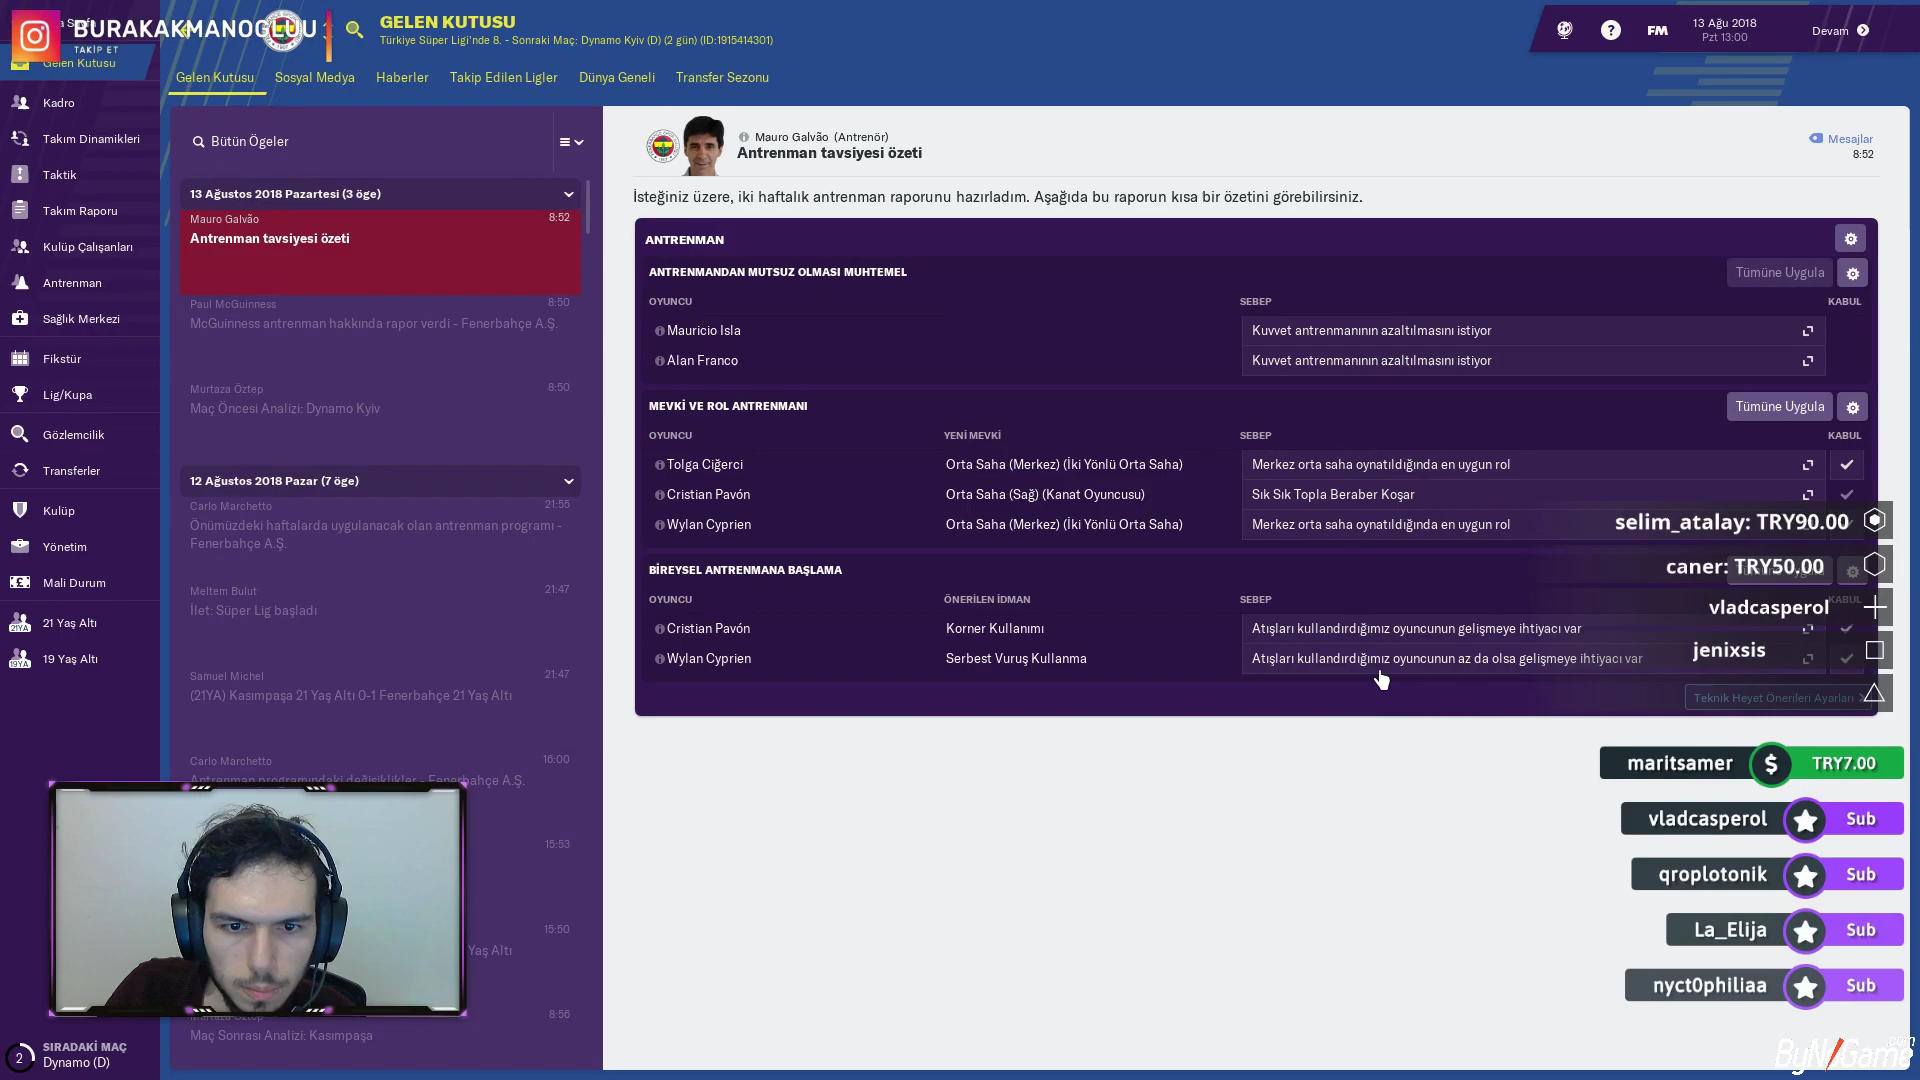 BURAKAKMANOGLU
TAKİP ET
GELEN KUTUSU
Türkiye Süper Ligi'nde 8. - Sonraki Maç: Dynamo Kyiv (D) (2 gün) (ID:1915414301)
FM
13 Ağu 2018
Pzt 13:00
Devam
Gelen Kutusu
Sosyal Medya
Haberler
Takip Edilen Ligler
Dünya Geneli
Transfer Sezonu
Gelen Kutusu
Kadro
Takım Dinamikleri
Taktik
Takım Raporu
Kulüp Çalışanları
Antrenman
Sağlık Merkezi
Fikstür
Lig/Kupa
Gözlemcilik
Transferler
Kulüp
Yönetim
Mali Durum
21YA
21 Yaş Altı
19YA
19 Yaş Altı
2
SIRADAKİ MAÇ
Dynamo (D)
Bütün Ögeler
13 Ağustos 2018 Pazartesi (3 öge)
Mauro Galvão 8:52
Antrenman tavsiyesi özeti
Paul McGuinness 8:50
McGuinness antrenman hakkında rapor verdi - Fenerbahçe A.Ş.
Murtaza Öztep 8:50
Maç Öncesi Analizi: Dynamo Kyiv
12 Ağustos 2018 Pazar (7 öge)
Carlo Marchetto 21:55
Önümüzdeki haftalarda uygulanacak olan antrenman programı -
Fenerbahçe A.Ş.
Meltem Bulut 21:47
İlet: Süper Lig başladı
Samuel Michel 21:47
(21YA) Kasımpaşa 21 Yaş Altı 0-1 Fenerbahçe 21 Yaş Altı
Carlo Marchetto 16:00
Antrenman programındaki değişiklikler - Fenerbahçe A.Ş.
15:53
15:50
Yaş Altı
Murtaza Öztep 8:56
Maç Sonrası Analizi: Kasımpaşa
Mauro Galvão (Antrenör)
Antrenman tavsiyesi özeti
Mesajlar
8:52
İsteğiniz üzere, iki haftalık antrenman raporunu hazırladım. Aşağıda bu raporun kısa bir özetini görebilirsiniz.
ANTRENMAN
ANTRENMANDAN MUTSUZ OLMASI MUHTEMEL
Tümüne Uygula
OYUNCU SEBEP KABUL
Mauricio Isla Kuvvet antrenmanının azaltılmasını istiyor
Alan Franco Kuvvet antrenmanının azaltılmasını istiyor
MEVKİ VE ROL ANTRENMANI
Tümüne Uygula
OYUNCU YENİ MEVKİ SEBEP KABUL
Tolga Ciğerci Orta Saha (Merkez) (İki Yönlü Orta Saha) Merkez orta saha oynatıldığında en uygun rol
Cristian Pavón Orta Saha (Sağ) (Kanat Oyuncusu) Sık Sık Topla Beraber Koşar
Wylan Cyprien Orta Saha (Merkez) (İki Yönlü Orta Saha) Merkez orta saha oynatıldığında en uygun rol
BİREYSEL ANTRENMANA BAŞLAMA
OYUNCU ÖNERİLEN İDMAN SEBEP KABUL
Cristian Pavón Korner Kullanımı Atışları kullandırdığımız oyuncunun gelişmeye ihtiyacı var
Wylan Cyprien Serbest Vuruş Kullanma Atışları kullandırdığımız oyuncunun az da olsa gelişmeye ihtiyacı var
Teknik Heyet Önerileri Ayarları
selim_atalay: TRY90.00
caner: TRY50.00
vladcasperol
jenixsis
maritsamer $ TRY7.00
vladcasperol Sub
qroplotonik Sub
La_Elija Sub
nyct0philiaa Sub
ByNoGame.com